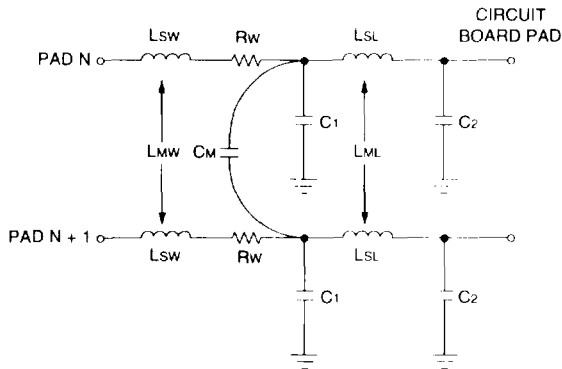 CIRCUIT
BOARD PAD
LSW
RW
LSL
PAD N
C1
C2
LMW
CM
LML
PAD N + 1
LSW
RW
LSL
C1
C2